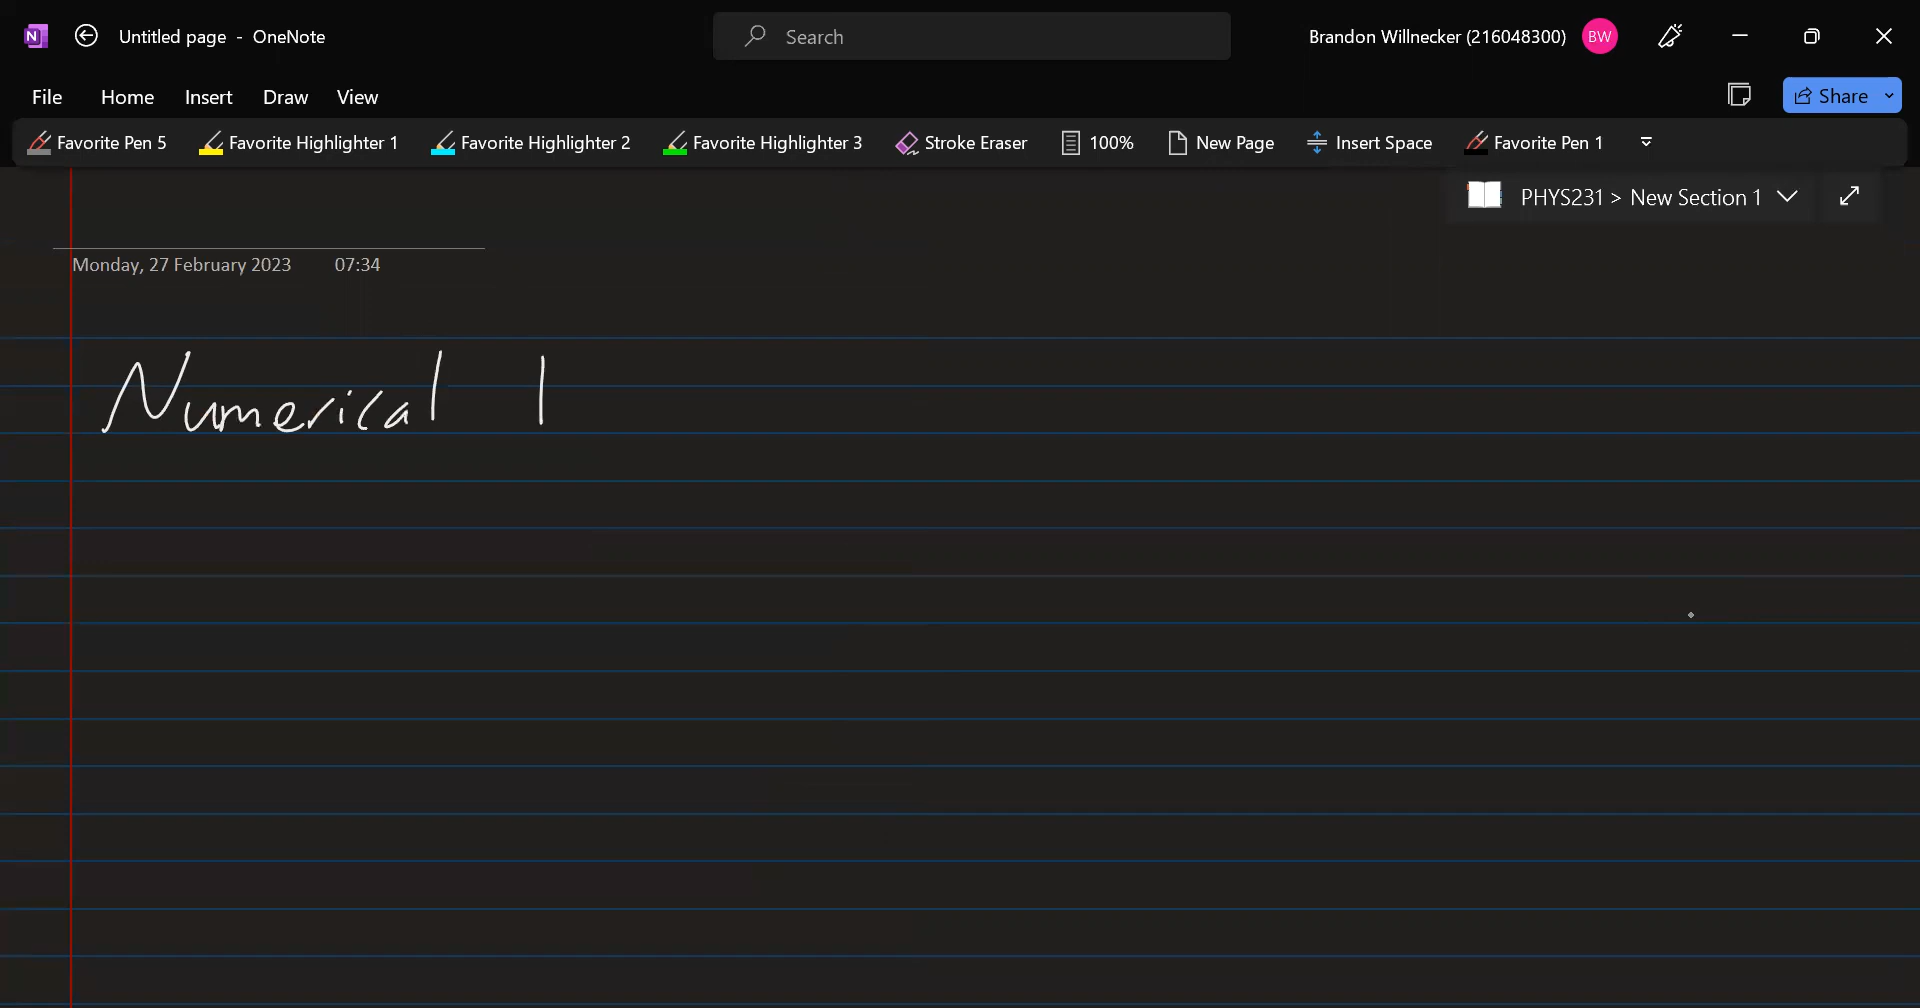 Untitled page - OneNote
Search
Brandon Willnecker (216048300) BW
File Home Insert Draw View
Share
Favorite Pen 5 Favorite Highlighter 1 Favorite Highlighter 2 Favorite Highlighter 3 Stroke Eraser 100% New Page Insert Space Favorite Pen 1
PHYS231 > New Section 1
Monday, 27 February 2023 07:34
Numerical 1